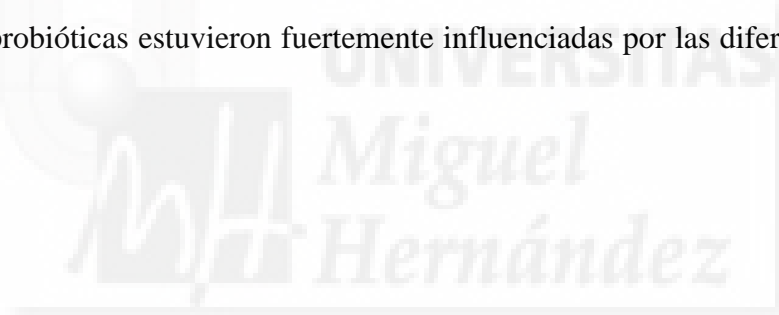 probióticas estuvieron fuertemente influenciadas por las difer
UNIVERSITAS
Miguel
Hernández